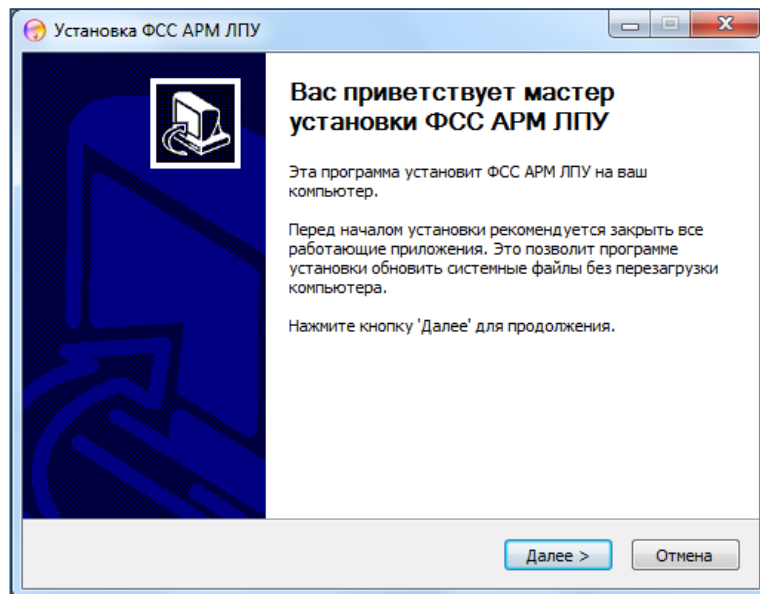 Установка ФСС АРМ ЛПУ
Вас приветствует мастер
установки ФСС АРМ ЛПУ
Эта программа установит ФСС АРМ ЛПУ на ваш
компьютер.
Перед началом установки рекомендуется закрыть все
работающие приложения. Это позволит программе
установки обновить системные файлы без перезагрузки
компьютера.
Нажмите кнопку 'Далее' для продолжения.
Далее >
Отмена